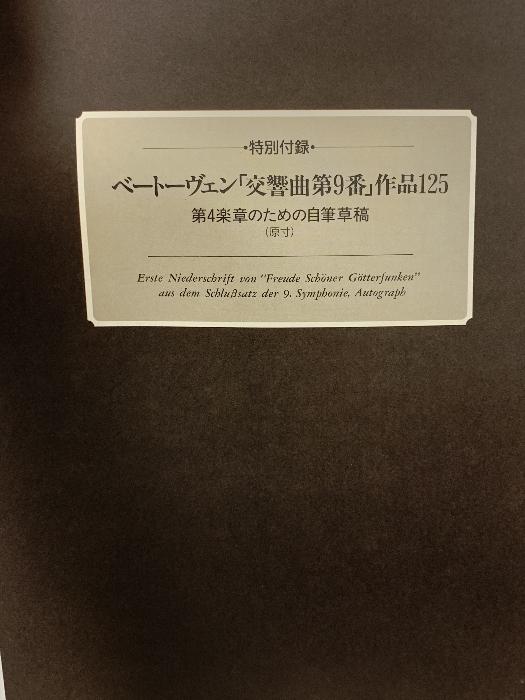 •特別付録•
ベートーヴェン「交響曲第9番」作品125
第4楽章のための自筆草稿
(原寸)
Erste Niederschrift von "Freude Schöner Götterfunken"
aus dem Schlußsatz der 9. Symphonie, Autograph